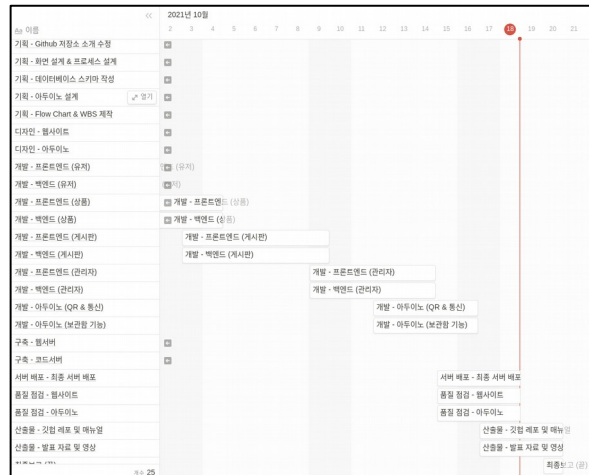 2021년 10월
Aa 이름
2 3 4 5 6 7 8 9 10 11 12 13 14 15 16 17 18 19 20 21
기획 - Github 저장소 소개 수정
기획 - 화면 설계 & 프로세스 설계
기획 - 데이터베이스 스키마 작성
기획 - 아두이노 설계 열기
기획 - Flow Chart & WBS 제작
디자인 - 웹사이트
디자인 - 아두이노
개발 - 프론트엔드 (유저) (유저)
개발 - 백엔드 (유저)
개발 - 프론트엔드 (상품) 개발 - 프론트엔드 (상품)
개발 - 백엔드 (상품) 개발 - 백엔드 (상품)
개발 - 프론트엔드 (게시판) 개발 - 프론트엔드 (게시판)
개발 - 백엔드 (게시판) 개발 - 백엔드 (게시판)
개발 - 프론트엔드 (관리자) 개발 - 프론트엔드 (관리자)
개발 - 백엔드 (관리자) 개발 - 백엔드 (관리자)
개발 - 아두이노 (QR & 통신) 개발 - 아두이노 (QR & 통신)
개발 - 아두이노 (보관함 기능) 개발 - 아두이노 (보관함 기능)
구축 - 웹서버
구축 - 코드서버
서버 배포 - 최종 서버 배포 서버 배포 - 최종 서버 배포
품질 점검 - 웹사이트 품질 점검 - 웹사이트
품질 점검 - 아두이노 품질 점검 - 아두이노
산출물 - 깃헙 레포 및 매뉴얼 산출물 - 깃헙 레포 및 매뉴얼
산출물 - 발표 자료 및 영상 산출물 - 발표 자료 및 영상
최종보고 (끝) 최종보고 (끝)
개수 25